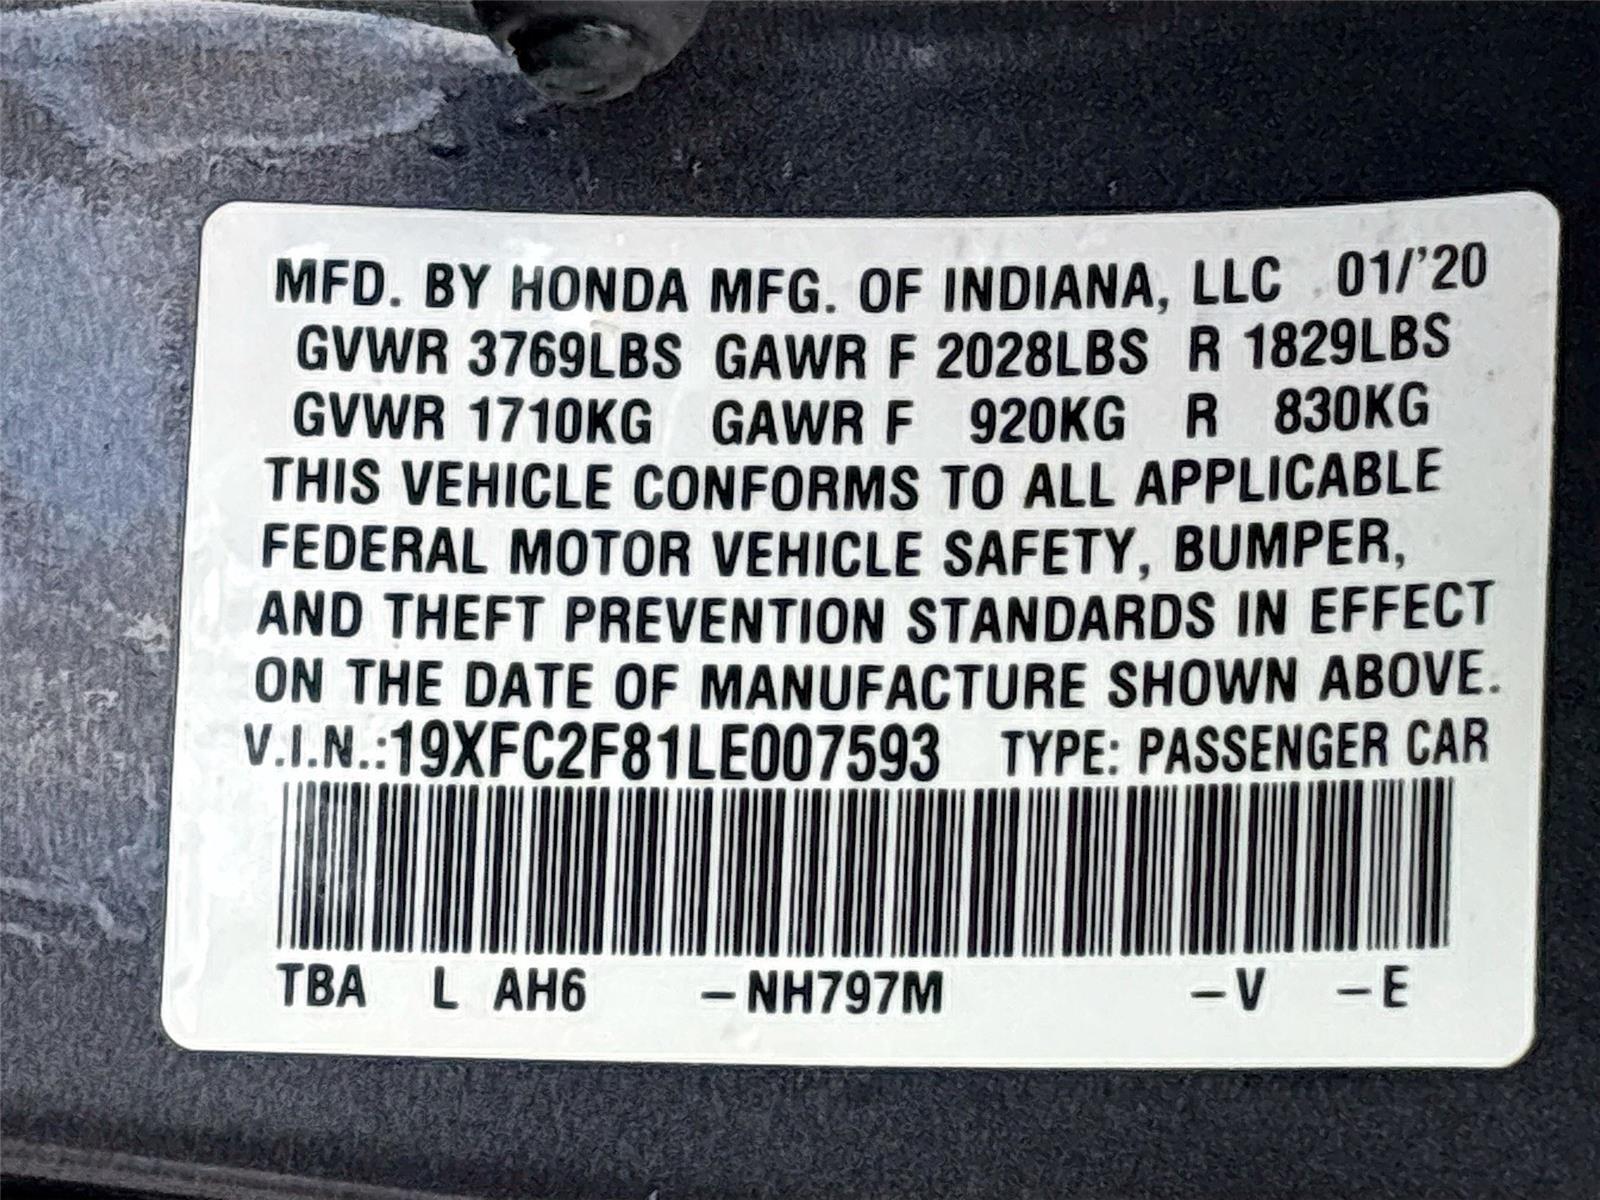 MFD. BY HONDA MFG. OF INDIANA, LLC 01/'20
GVWR 3769LBS GAWR F 2028LBS R 1829LBS
GVWR 1710KG GAWR F 920KG R 830KG
THIS VEHICLE CONFORMS TO ALL APPLICABLE
FEDERAL MOTOR VEHICLE SAFETY, BUMPER,
AND THEFT PREVENTION STANDARDS IN EFFECT
ON THE DATE OF MANUFACTURE SHOWN ABOVE.
V.I.N.:19XFC2F81LE007593 TYPE: PASSENGER CAR
TBA L AH6 –NH797M –V –E